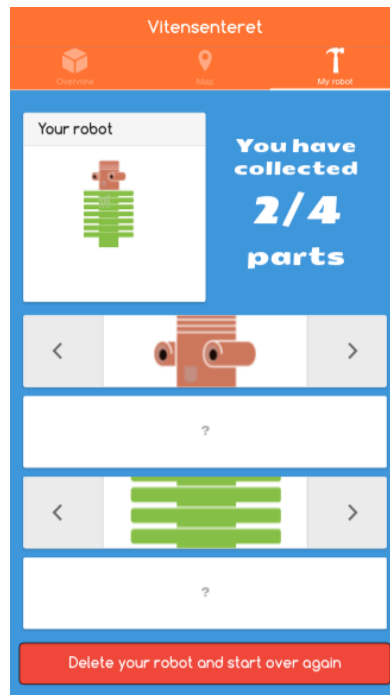 Vitensenteret
Overview
Map
My robot
Your robot
You have
collected
2/4
parts
?
?
Delete your robot and start over again